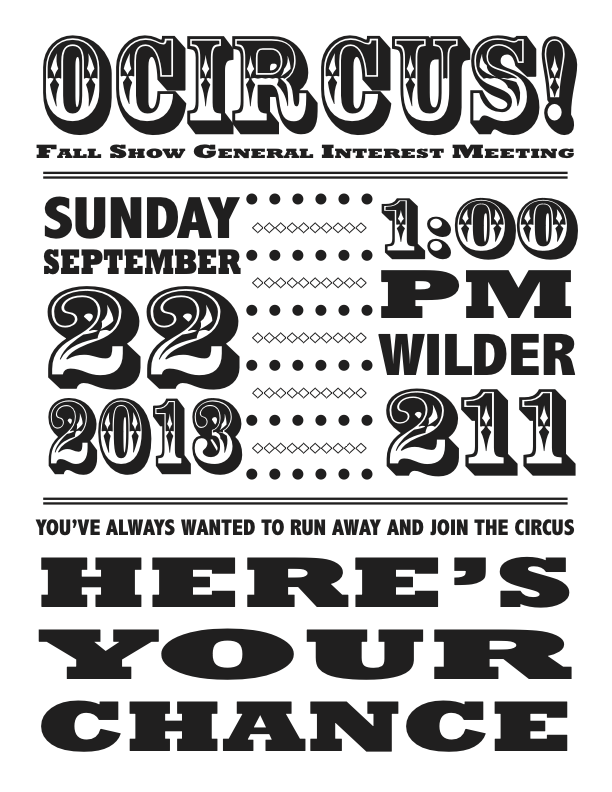 OCIRCUS!
FALL SHOW GENERAL INTEREST MEETING
SUNDAY
SEPTEMBER
22
2013
1:00
PM
WILDER
211
YOU'VE ALWAYS WANTED TO RUN AWAY AND JOIN THE CIRCUS
HERE'S
YOUR
CHANCE